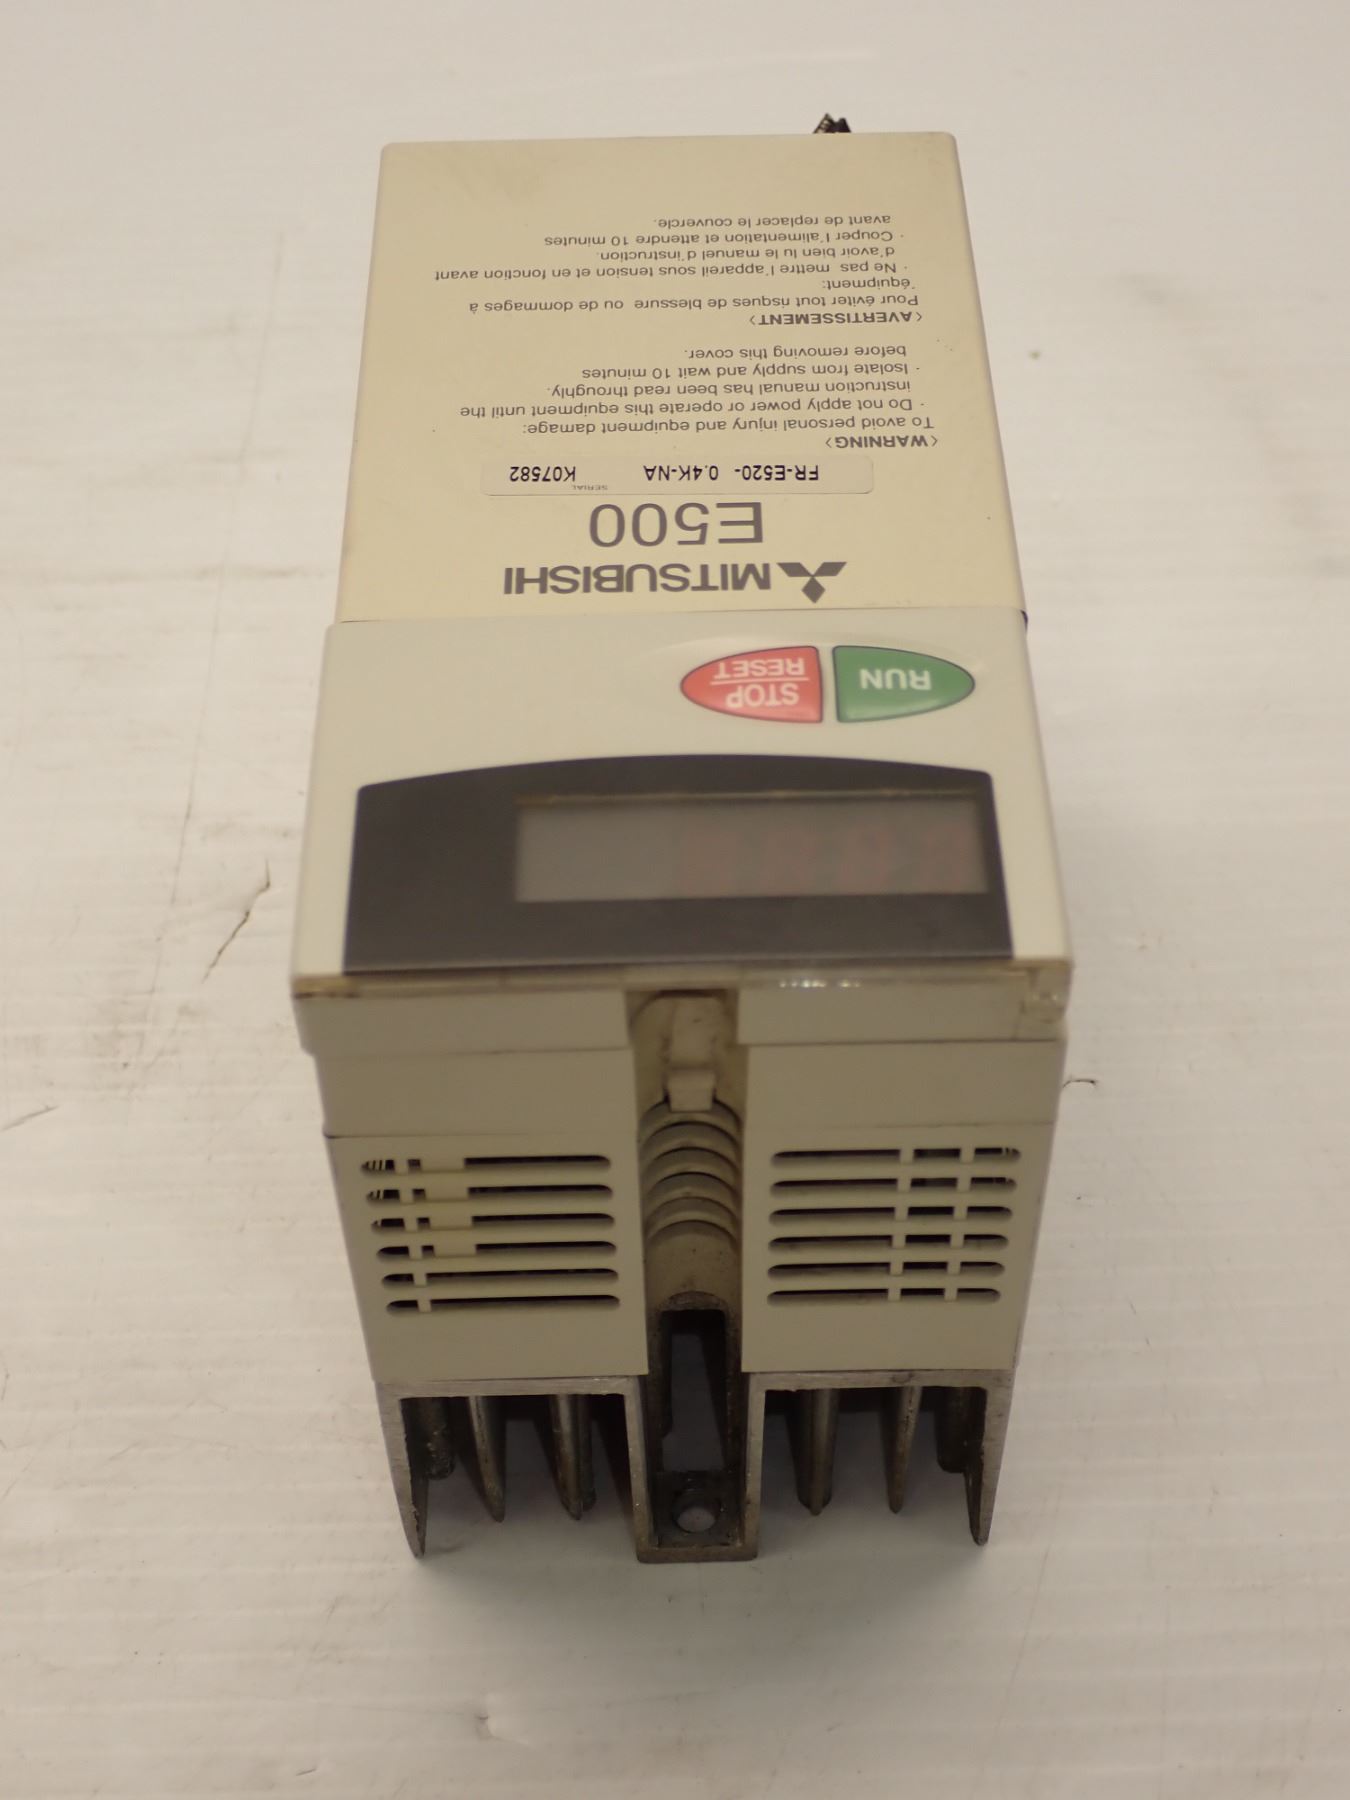 RUN
STOP
RESET
MITSUBISHI
E500
SERIAL
FR-E520- 0.4K-NA K07582
<WARNING>
To avoid personal injury and equipment damage:
· Do not apply power or operate this equipment until the
instruction manual has been read throughly.
· Isolate from supply and wait 10 minutes
before removing this cover.
<AVERTISSEMENT>
Pour éviter tout risques de blessure ou de dommages à
équipment:
· Ne pas mettre l'appareil sous tension et en fonction avant
d'avoir bien lu le manuel d'instruction.
· Couper l'alimentation et attendre 10 minutes
avant de replacer le couvercle.